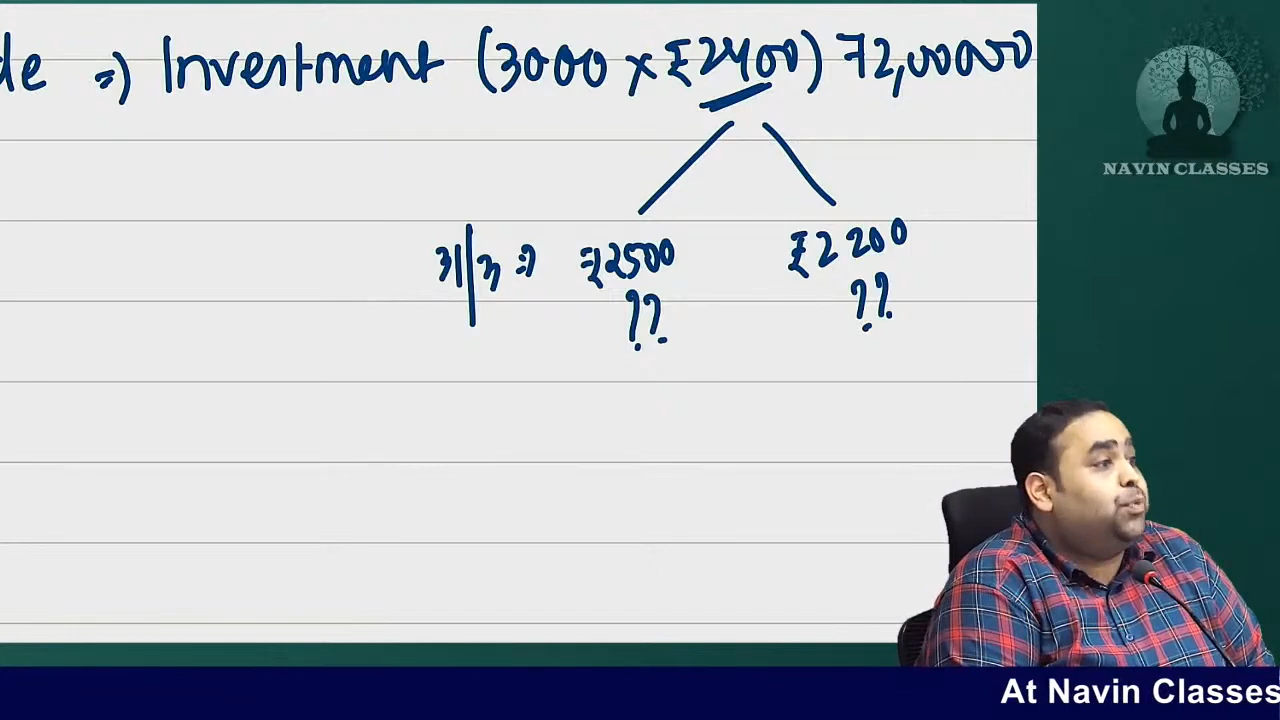 de => Investment (3000 x ₹2400) 72,00000
NAVIN CLASSES
31/3 => ₹2500 ₹2200
?? ??
At Navin Classes